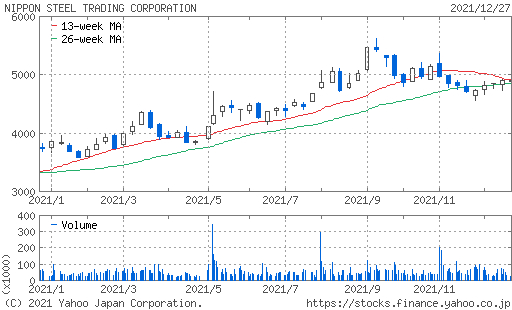 NIPPON STEEL TRADING CORPORATION 2021/12/27
6000
13-week MA
26-week MA
5000
4000
3000
2021/1 2021/3 2021/5 2021/7 2021/9 2021/11
400
Volume
300
200
100
0
(x1000)
2021/1 2021/3 2021/5 2021/7 2021/9 2021/11
(C) 2021 Yahoo Japan Corporation. https://stocks.finance.yahoo.co.jp